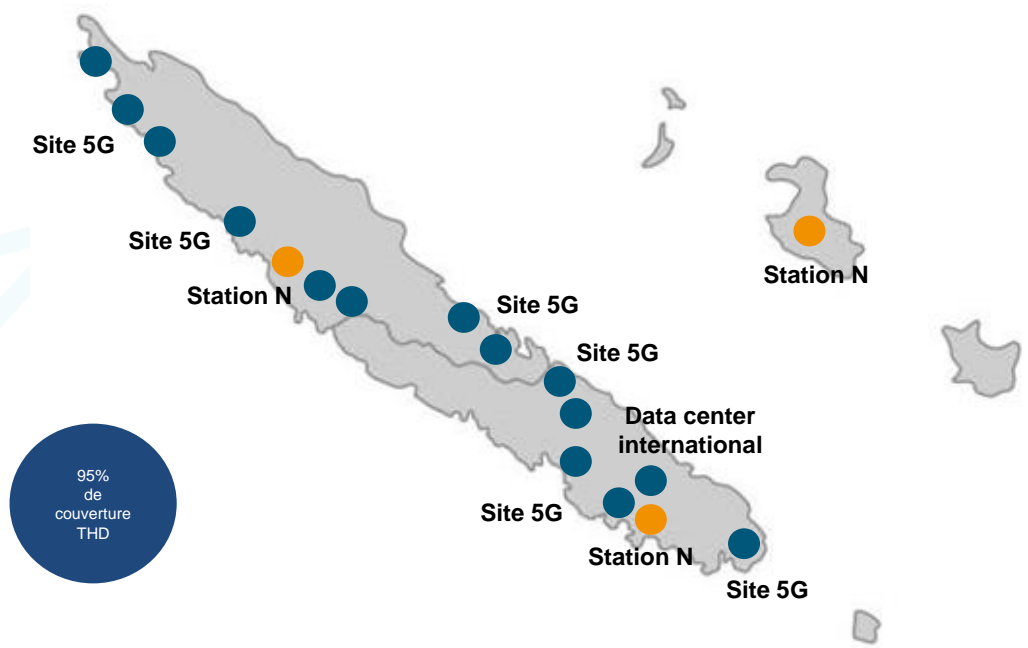 Site 5G
Site 5G
Station N
Station N
Site 5G
Site 5G
Data center
international
95%
de
couverture
THD
Site 5G
Station N
Site 5G